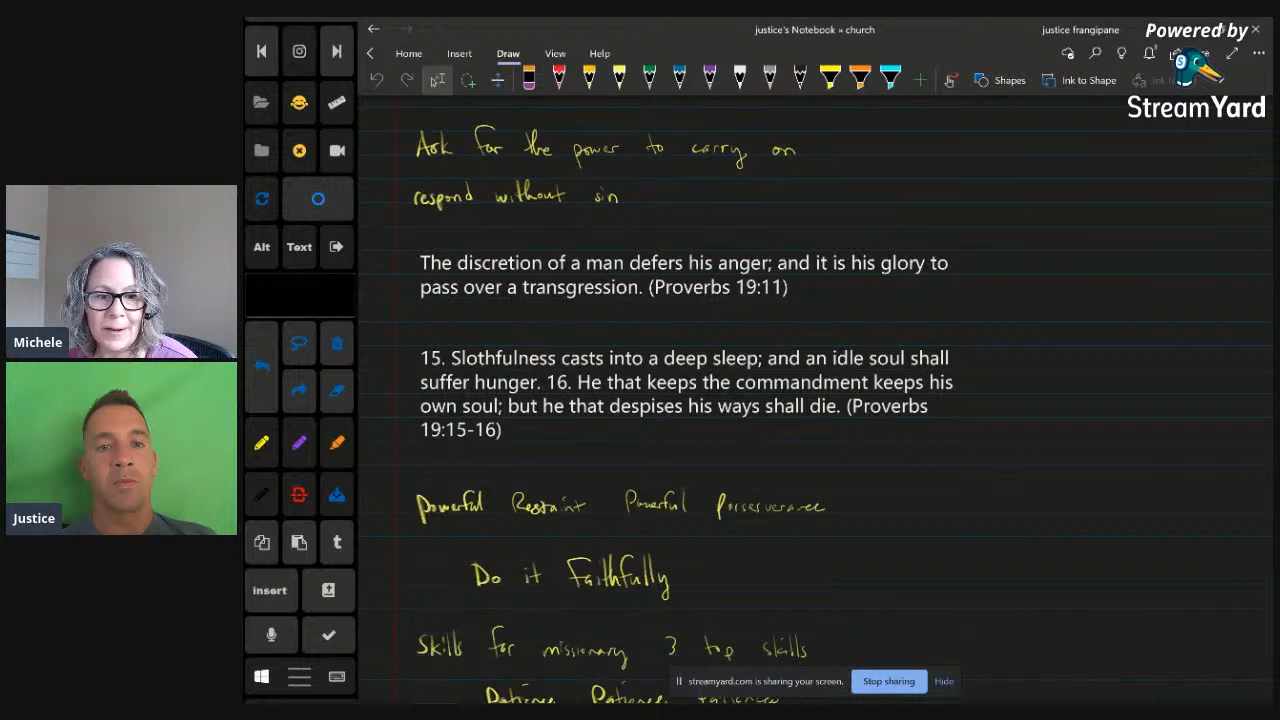 justice's Notebook » church
justice frangipane
Powered by
StreamYard
Home Insert Draw View Help
Shapes Ink to Shape
Ask for the power to carry on
respond without sin
The discretion of a man defers his anger; and it is his glory to
pass over a transgression. (Proverbs 19:11)
15. Slothfulness casts into a deep sleep; and an idle soul shall
suffer hunger. 16. He that keeps the commandment keeps his
own soul; but he that despises his ways shall die. (Proverbs
19:15-16)
Powerful Restraint Powerful Perserverance
Do it Faithfully
Skills for missionary 3 top skills
Patience Patience Patience
streamyard.com is sharing your screen. Stop sharing Hide
Alt Text
t
insert
Michele
Justice